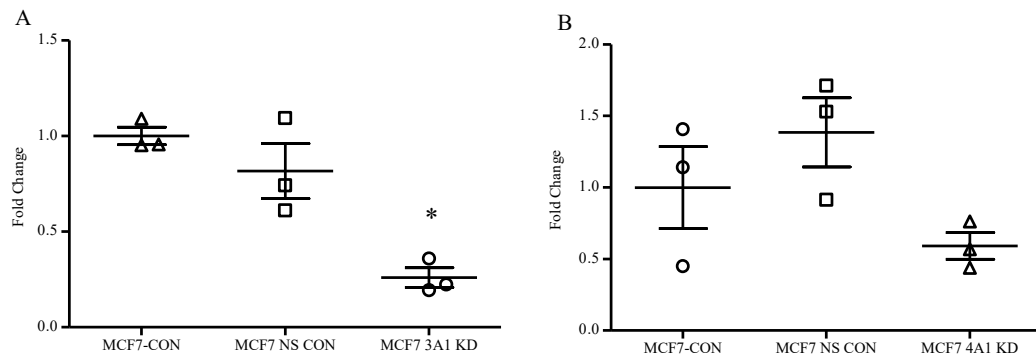 A
Fold Change
1.5
1.0
0.5
0.0
*
MCF7-CON
MCF7 NS CON
MCF7 3A1 KD
B
Fold Change
2.0
1.5
1.0
0.5
0.0
MCF7-CON
MCF7 NS CON
MCF7 4A1 KD